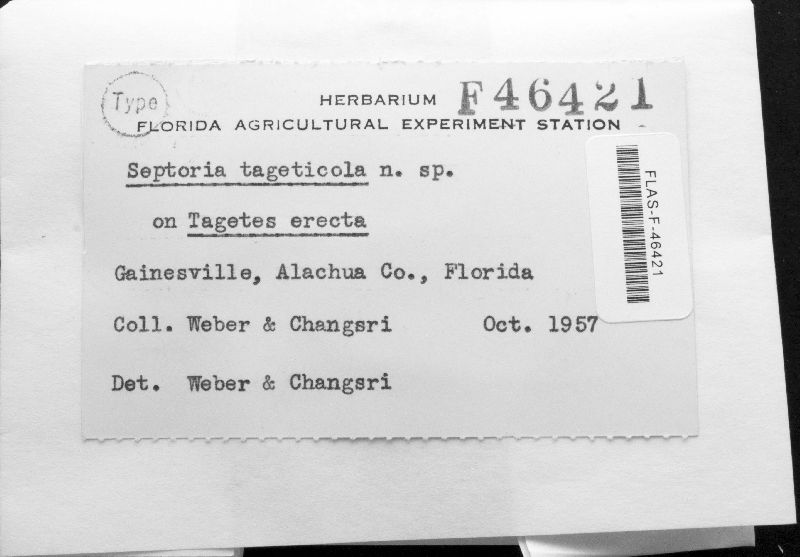 Type
HERBARIUM F46421
FLORIDA AGRICULTURAL EXPERIMENT STATION
Septoria tageticola n. sp.
on Tagetes erecta
Gainesville, Alachua Co., Florida
Coll. Weber & Changsri Oct. 1957
Det. Weber & Changsri
FLAS-F-46421